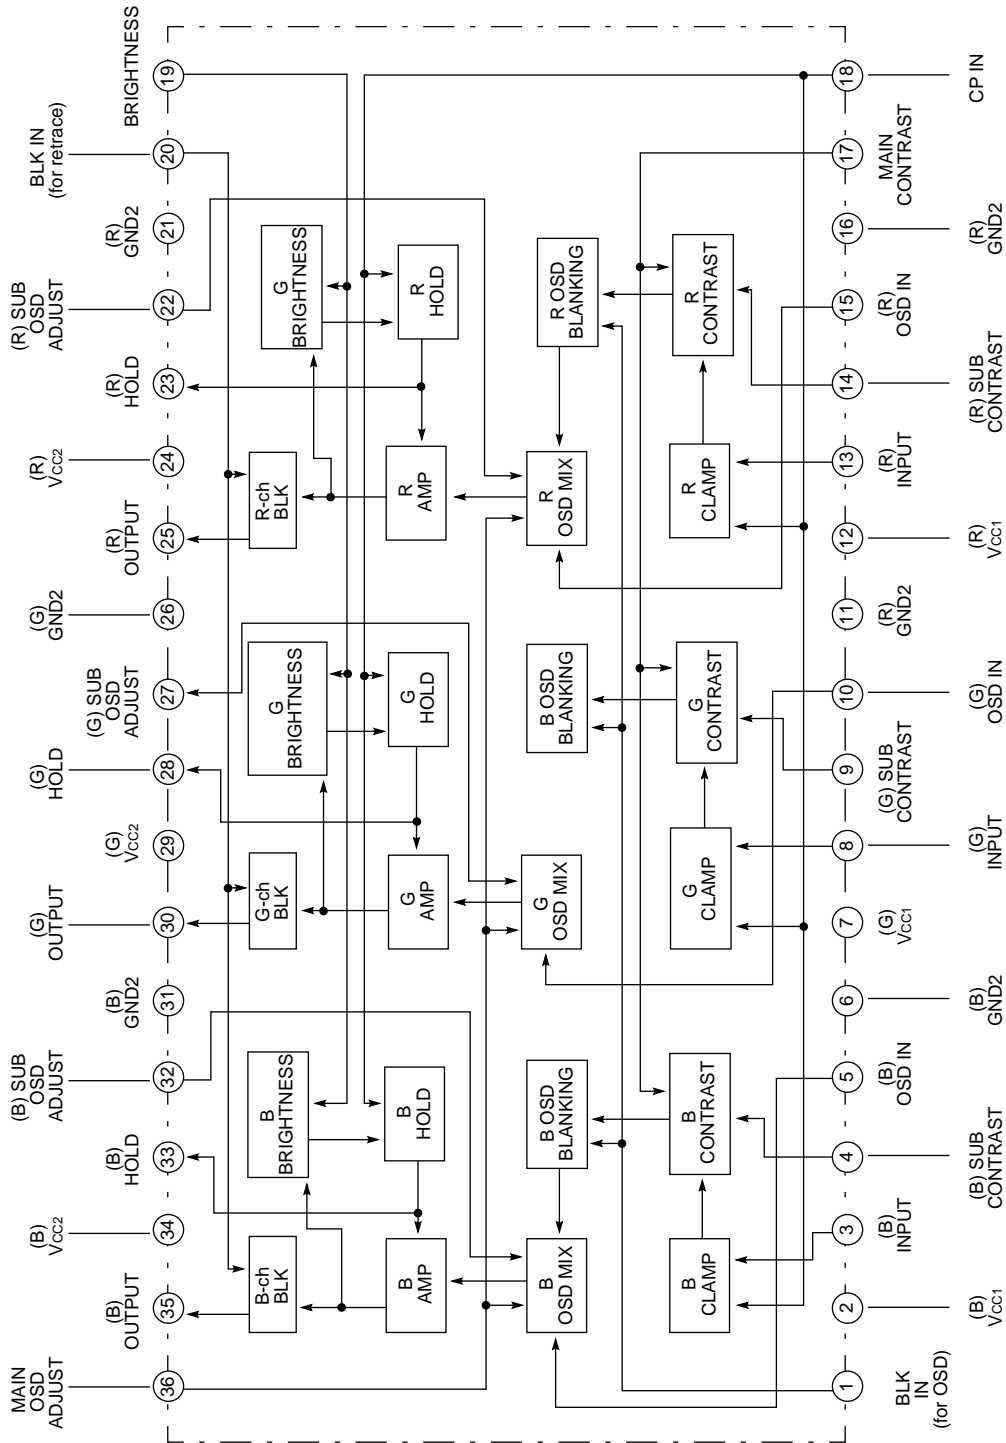 MAIN
OSD
ADJUST
(B)
OUTPUT
(B)
VCC2
(B)
HOLD
(B) SUB
OSD
ADJUST
(B)
GND2
(G)
OUTPUT
(G)
VCC2
(G)
HOLD
(G) SUB
OSD
ADJUST
(G)
GND2
(R)
OUTPUT
(R)
VCC2
(R)
HOLD
(R) SUB
OSD
ADJUST
(R)
GND2
BLK IN
(for retrace)
BRIGHTNESS
36
35
34
33
32
31
30
29
28
27
26
25
24
23
22
21
20
19
B-ch
BLK
B
BRIGHTNESS
G-ch
BLK
G
BRIGHTNESS
R-ch
BLK
G
BRIGHTNESS
B
AMP
B
HOLD
G
AMP
G
HOLD
R
AMP
R
HOLD
B
OSD MIX
B OSD
BLANKING
G
OSD MIX
B OSD
BLANKING
R
OSD MIX
R OSD
BLANKING
B
CLAMP
B
CONTRAST
G
CLAMP
G
CONTRAST
R
CLAMP
R
CONTRAST
1
2
3
4
5
6
7
8
9
10
11
12
13
14
15
16
17
18
BLK
IN
(for OSD)
(B)
VCC1
(B)
INPUT
(B) SUB
CONTRAST
(B)
OSD IN
(B)
GND2
(G)
VCC1
(G)
INPUT
(G) SUB
CONTRAST
(G)
OSD IN
(R)
GND2
(R)
VCC1
(R)
INPUT
(R) SUB
CONTRAST
(R)
OSD IN
(R)
GND2
MAIN
CONTRAST
CP IN